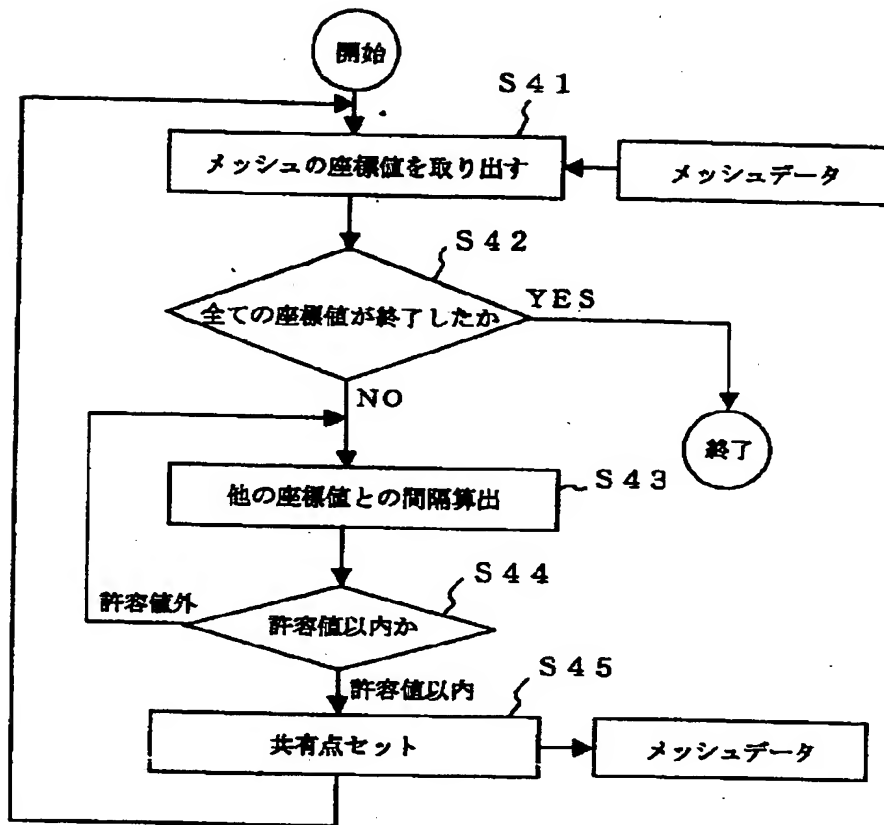 開始
S41
メッシュの座標値を取り出す
メッシュデータ
S42
全ての座標値が終了したか
YES
NO
終了
他の座標値との間隔算出
S43
S44
許容値外
許容値以内か
許容値以内
S45
共有点セット
メッシュデータ